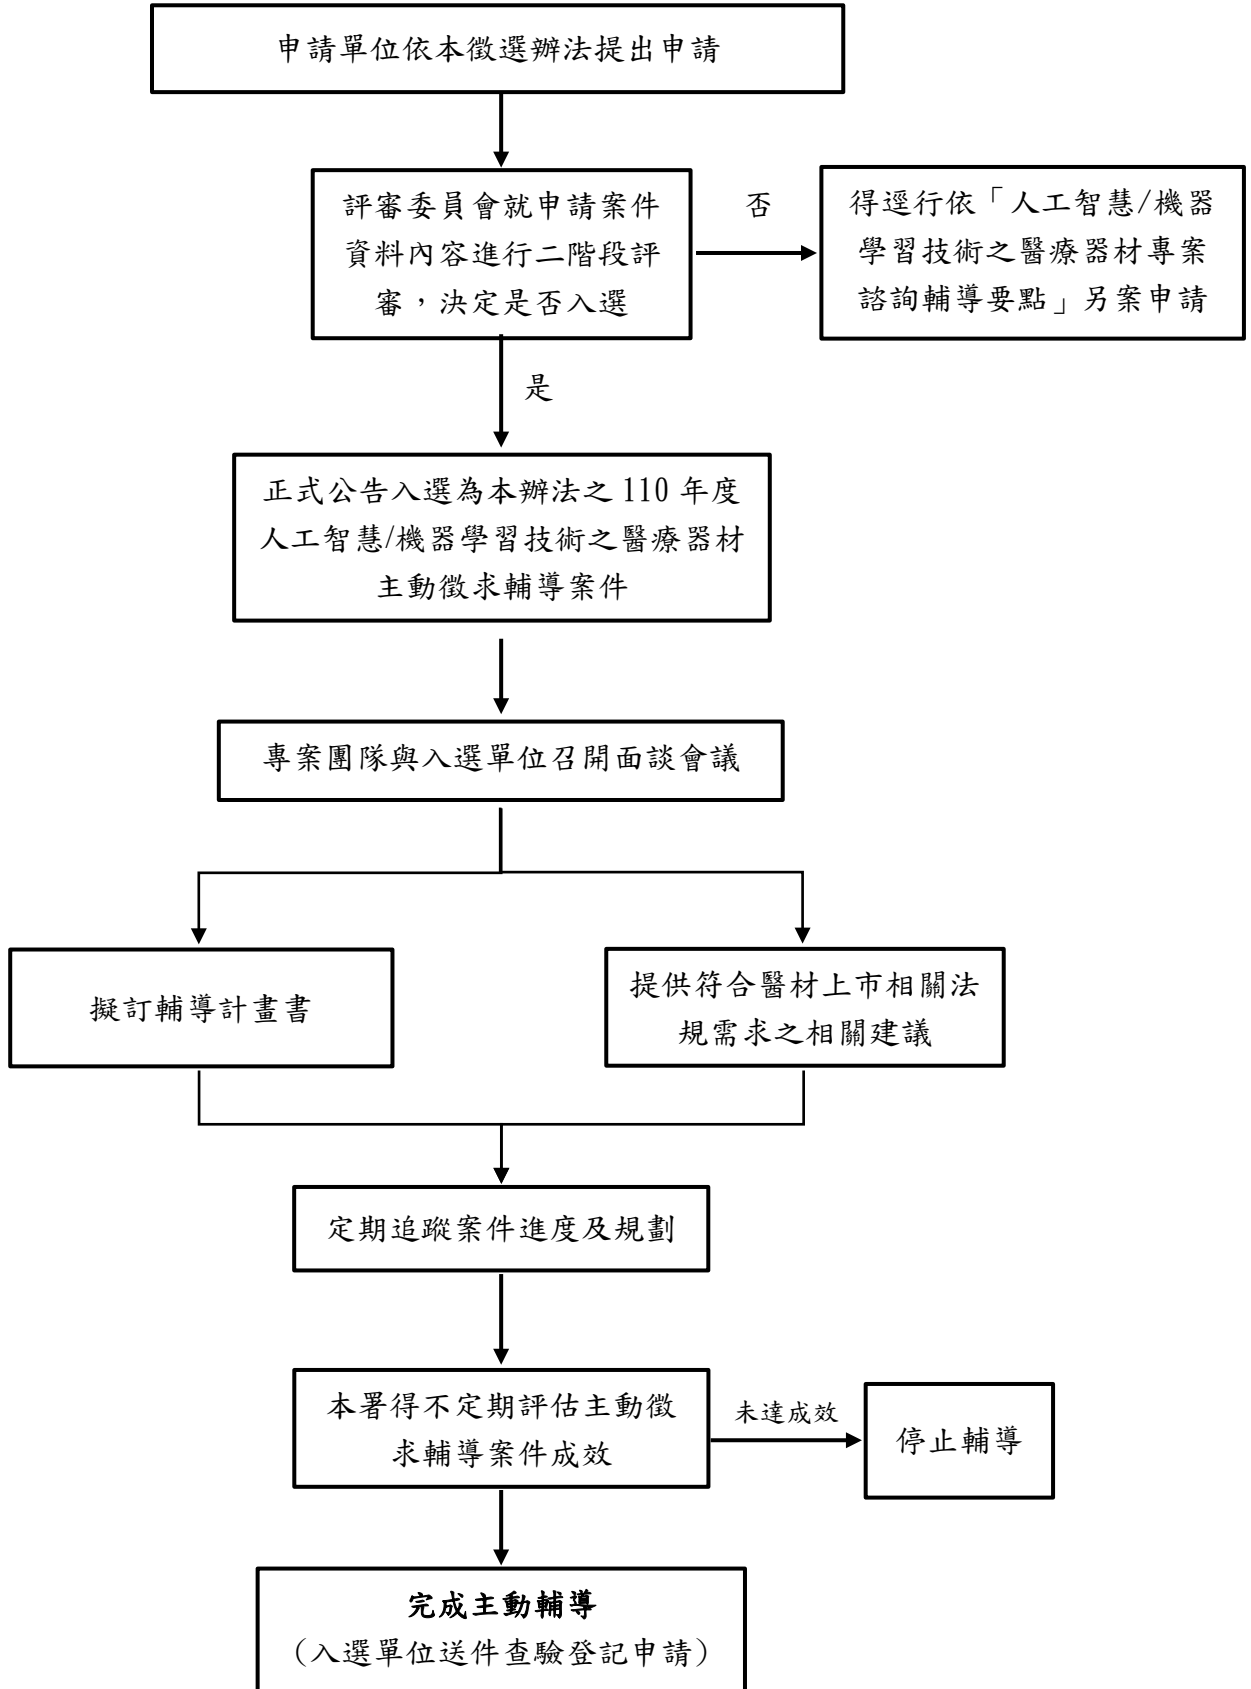 申請單位依本徵選辦法提出申請
評審委員會就申請案件
資料內容進行二階段評
審，決定是否入選
否
得逕行依「人工智慧/機器
學習技術之醫療器材專案
諮詢輔導要點」另案申請
是
正式公告入選為本辦法之 110 年度
人工智慧/機器學習技術之醫療器材
主動徵求輔導案件
專案團隊與入選單位召開面談會議
擬訂輔導計畫書
提供符合醫材上市相關法
規需求之相關建議
定期追蹤案件進度及規劃
本署得不定期評估主動徵
求輔導案件成效
未達成效
停止輔導
完成主動輔導
（入選單位送件查驗登記申請）